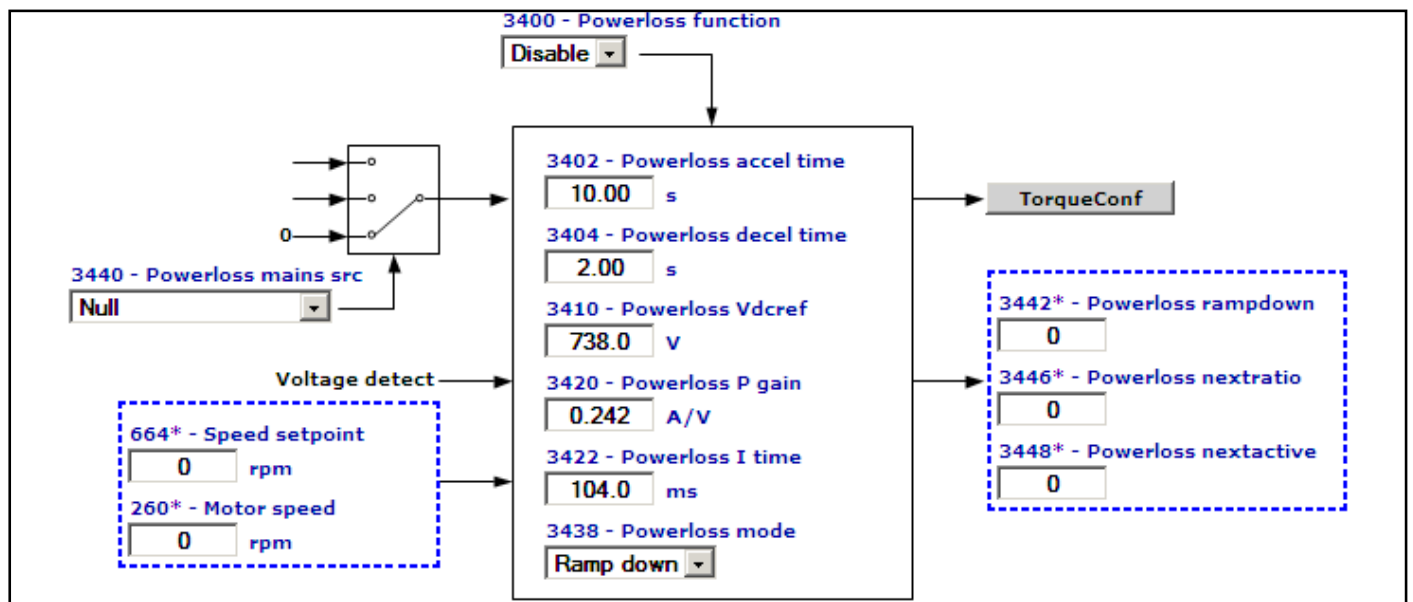 3400 - Powerloss function
Disable
3402 - Powerloss accel time
10.00 s
3404 - Powerloss decel time
2.00 s
3410 - Powerloss Vdcref
738.0 V
3420 - Powerloss P gain
0.242 A/V
3422 - Powerloss I time
104.0 ms
3438 - Powerloss mode
Ramp down
0
3440 - Powerloss mains src
Null
Voltage detect
664* - Speed setpoint
0 rpm
260* - Motor speed
0 rpm
TorqueConf
3442* - Powerloss rampdown
0
3446* - Powerloss nextratio
0
3448* - Powerloss nextactive
0